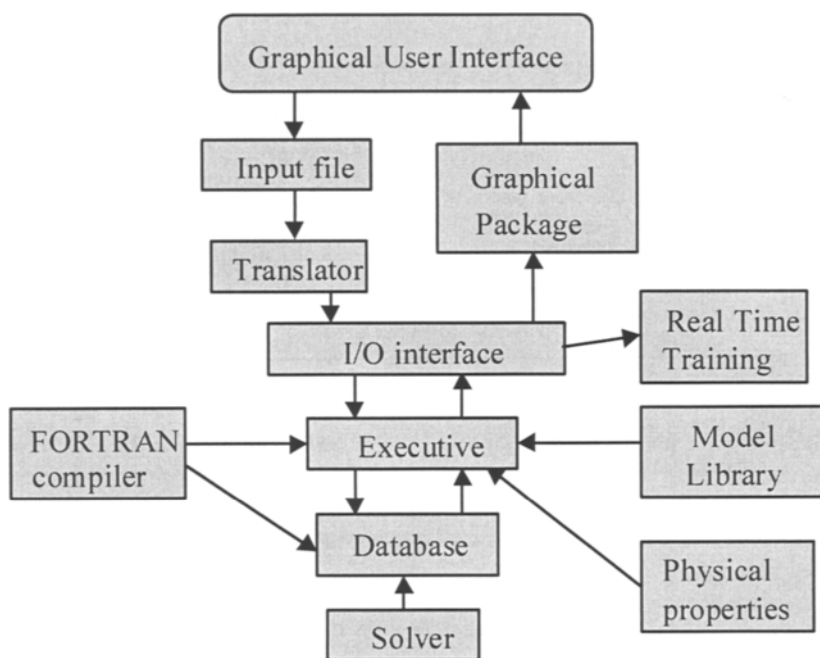 Graphical User Interface
Input file
Graphical
Package
Translator
I/O interface
Real Time
Training
FORTRAN
compiler
Executive
Model
Library
Database
Physical
properties
Solver